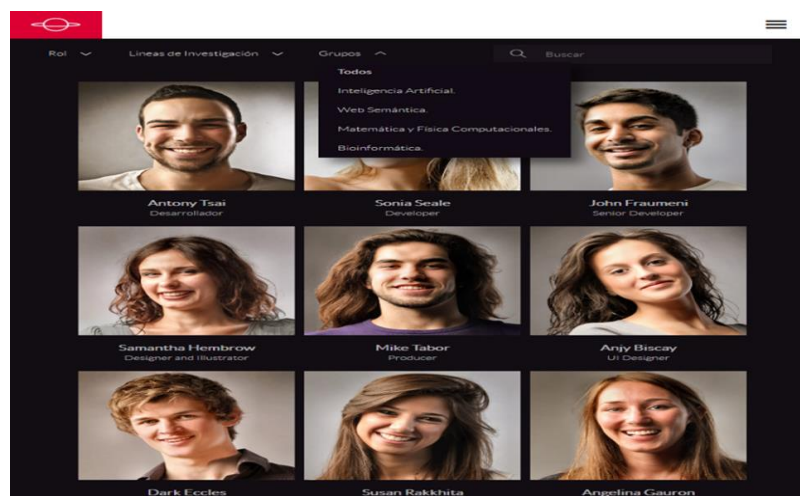 Rol
Lineas de Investigación
Grupos
Buscar
Todos
Inteligencia Artificial.
Web Semántica.
Matemática y Física Computacionales.
Bioinformática.
Antony Tsai
Sonia Seale
John Fraumeni
Desarrollador
Developer
Senior Developer
Samantha Hembrow
Mike Tabor
Anjy Biscay
Designer and Illustrator
Producer
UI Designer
Dark Eccles
Susan Rakkhita
Angelina Gauron